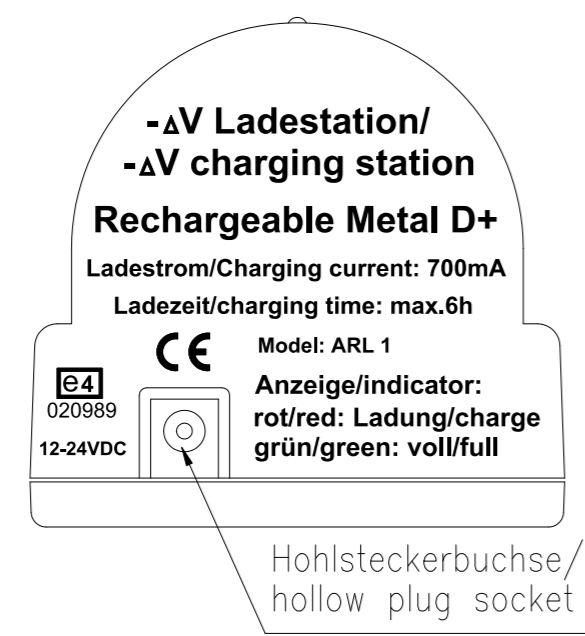 -ΔV Ladestation/
-ΔV charging station
Rechargeable Metal D+
Ladestrom/Charging current: 700mA
Ladezeit/charging time: max.6h
CE
Model: ARL 1
e4
020989
12-24VDC
Anzeige/indicator:
rot/red: Ladung/charge
grün/green: voll/full
Hohlsteckerbuchse/
hollow plug socket